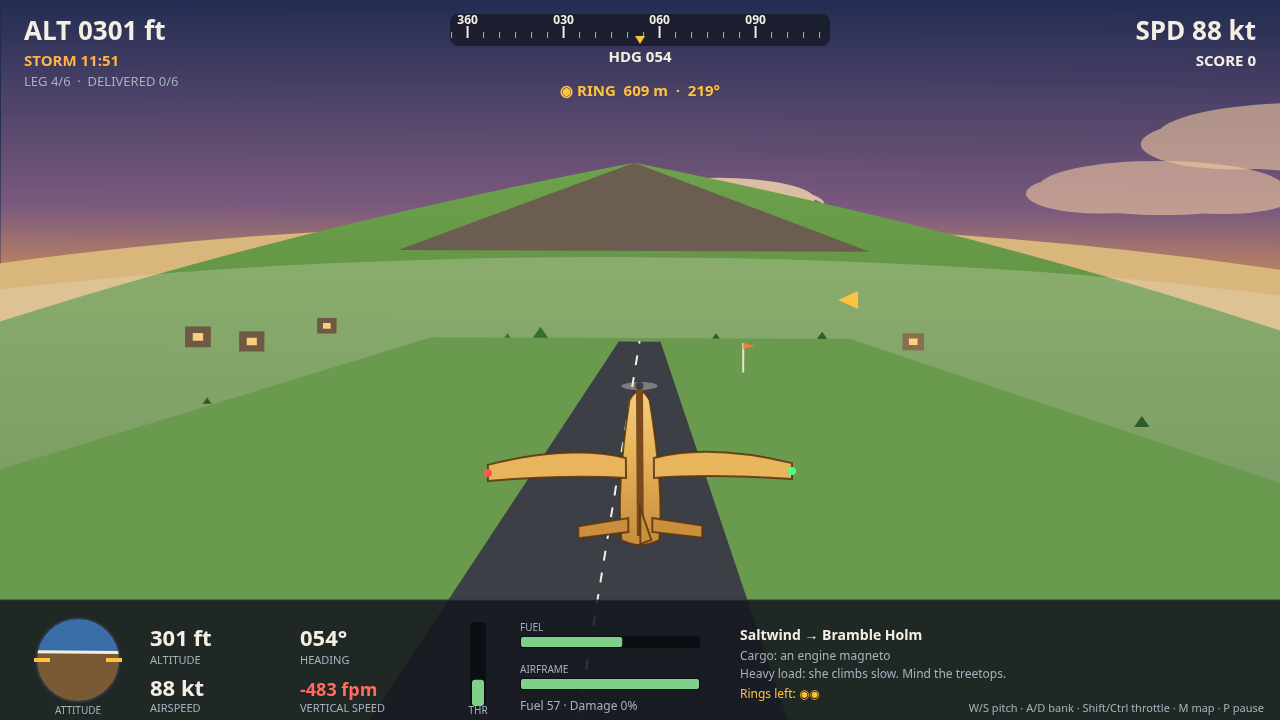 ALT 0301 ft
STORM 11:51
LEG 4/6 · DELIVERED 0/6
360 030 060 090
HDG 054
◉ RING 609 m · 219°
SPD 88 kt
SCORE 0
ATTITUDE
301 ft
ALTITUDE
88 kt
AIRSPEED
054°
HEADING
-483 fpm
VERTICAL SPEED
THR
FUEL
AIRFRAME
Fuel 57 · Damage 0%
Saltwind → Bramble Holm
Cargo: an engine magneto
Heavy load: she climbs slow. Mind the treetops.
Rings left: ◉◉
W/S pitch · A/D bank · Shift/Ctrl throttle · M map · P pause